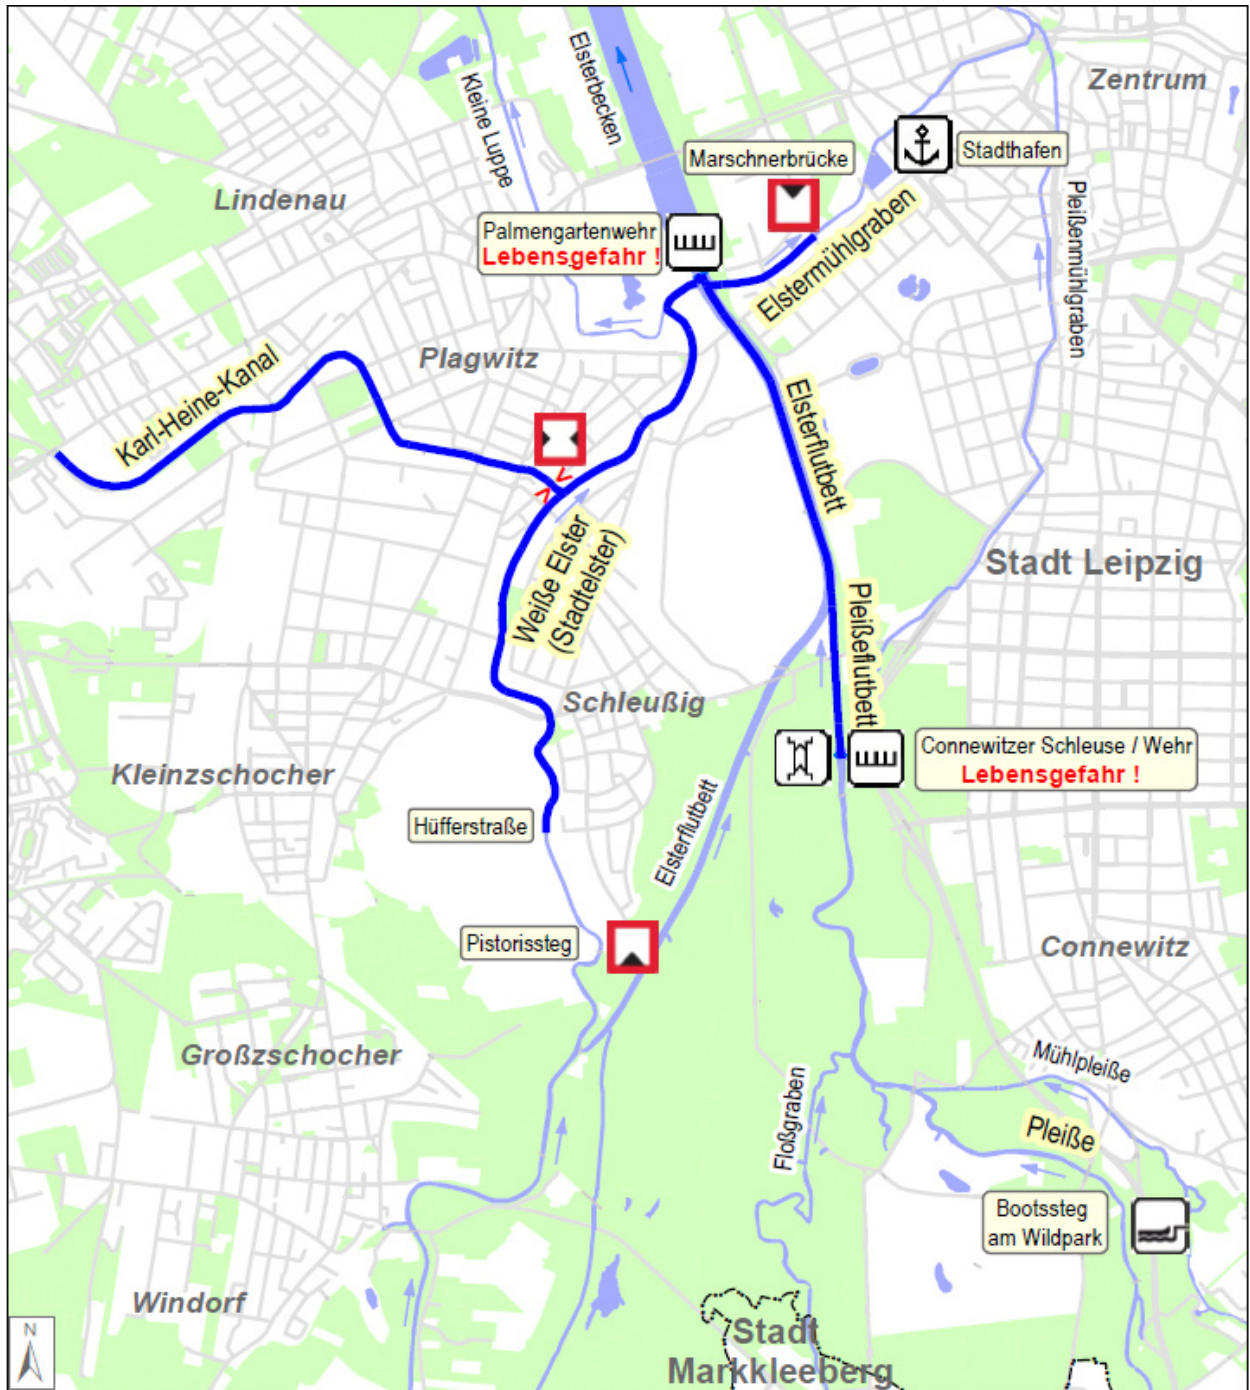 Zentrum
Elsterbecken
Kleine Luppe
Marschnerbrücke
Stadthafen
Lindenau
Palmengartenwehr
Lebensgefahr !
Elstermühlgraben
Pleißenmühlgraben
Plagwitz
Karl-Heine-Kanal
Elsterflutbett
Weiße Elster
(Stadtelster)
Stadt Leipzig
Pleißeflutbett
Schleußig
Connewitzer Schleuse / Wehr
Lebensgefahr !
Kleinzschocher
Hüfferstraße
Elsterflutbett
Pistorissteg
Connewitz
Großzschocher
Mühlpleiße
Floßgraben
Pleiße
Bootssteg
am Wildpark
Windorf
N
Stadt
Markkleeberg